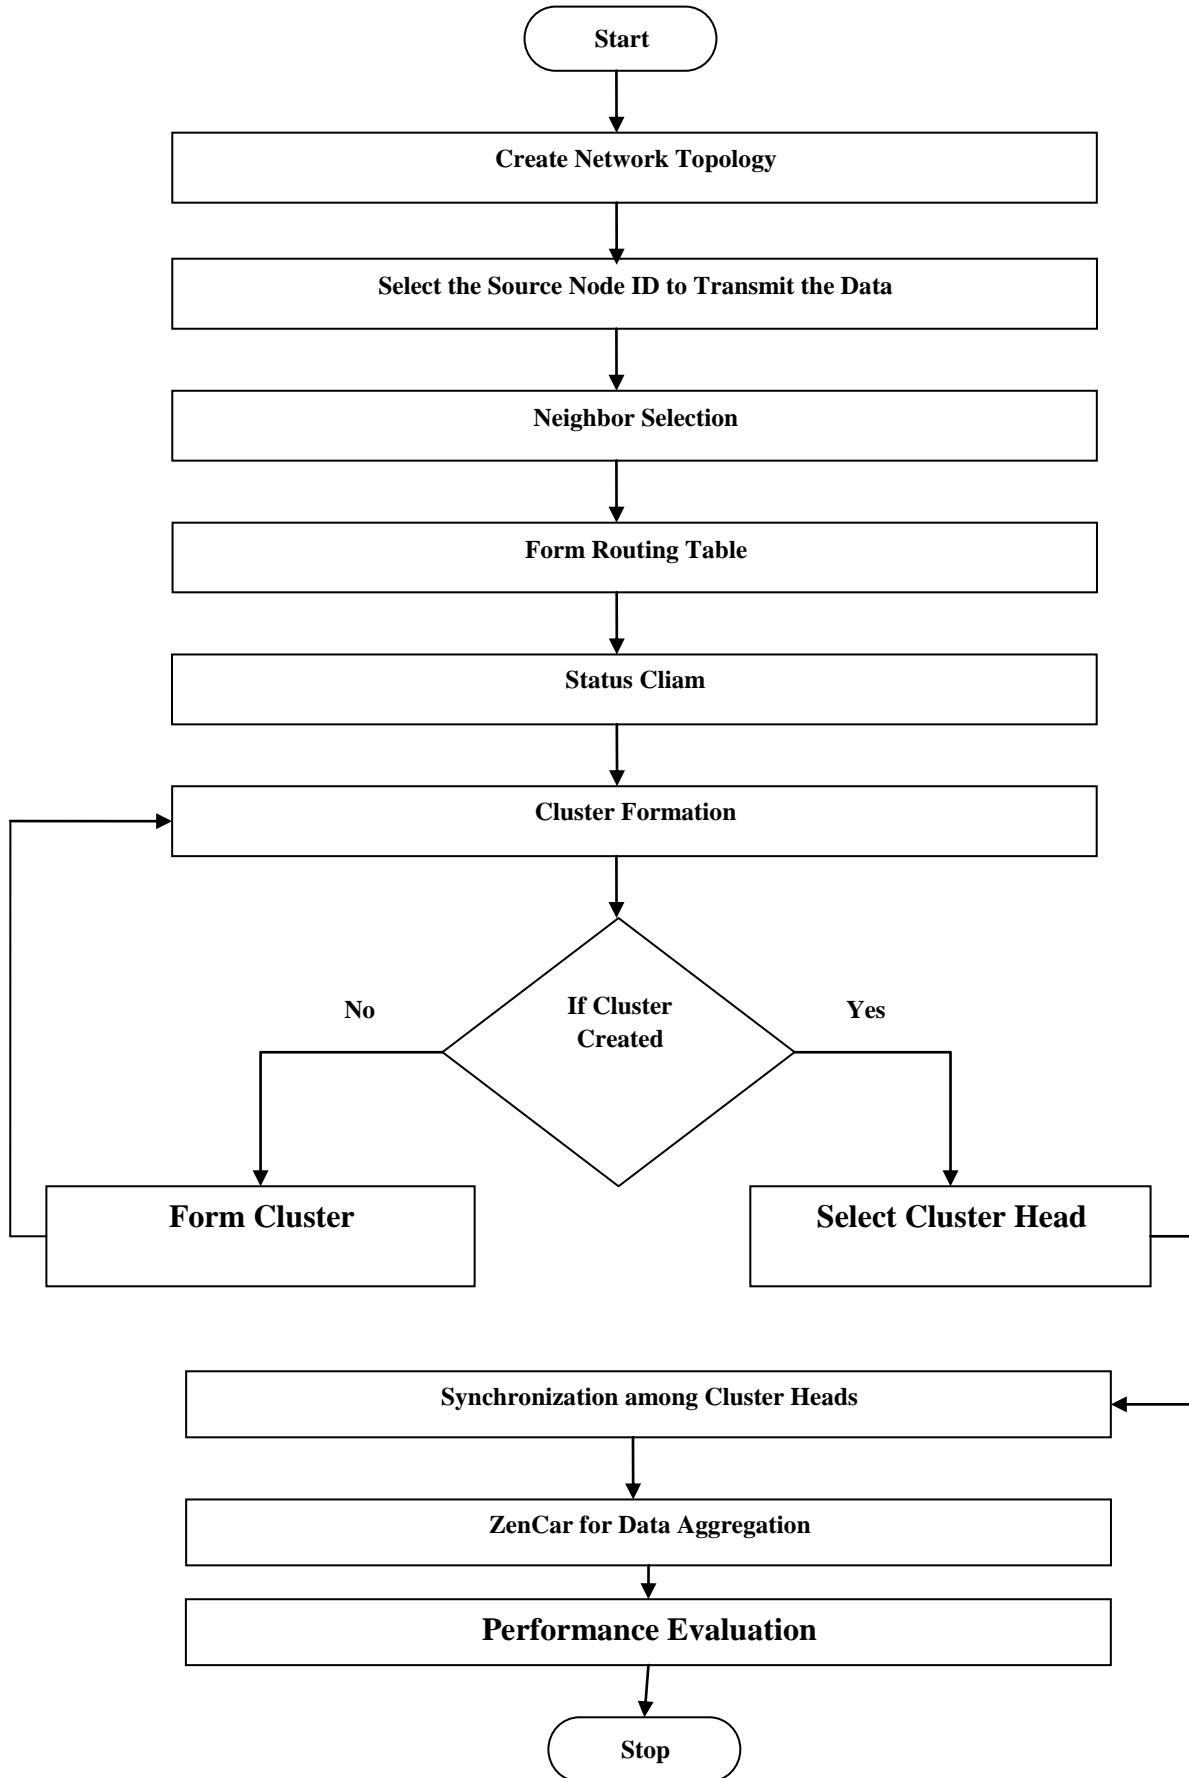 Start
Create Network Topology
Select the Source Node ID to Transmit the Data
Neighbor Selection
Form Routing Table
Status Cliam
Cluster Formation
If Cluster
Created
No
Yes
Form Cluster
Select Cluster Head
Synchronization among Cluster Heads
ZenCar for Data Aggregation
Performance Evaluation
Stop